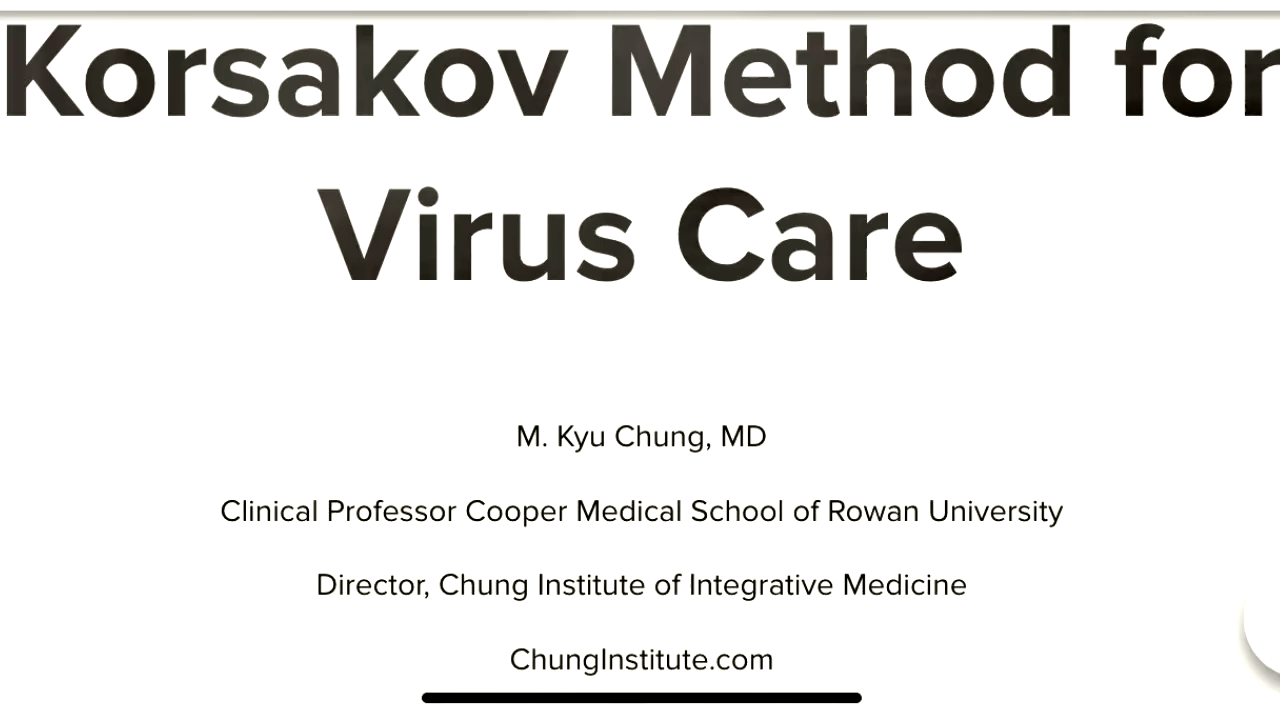 Korsakov Method for
Virus Care
M. Kyu Chung, MD
Clinical Professor Cooper Medical School of Rowan University
Director, Chung Institute of Integrative Medicine
ChungInstitute.com